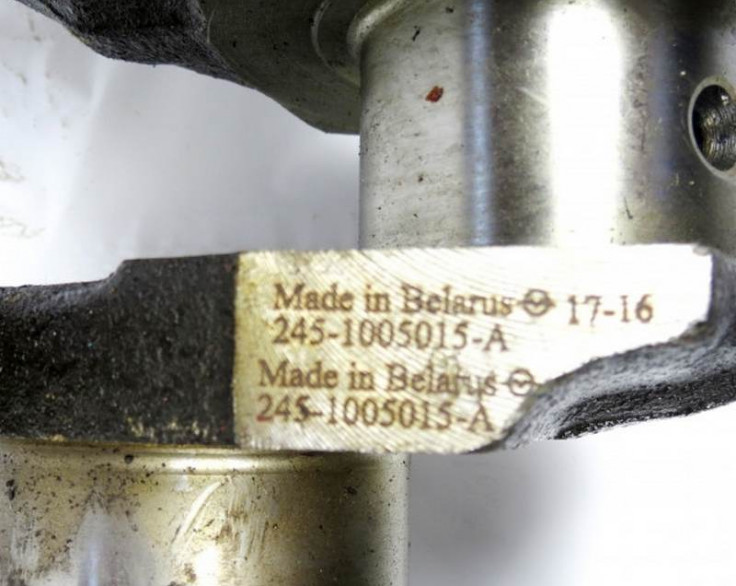 Made in Belarus 17-16
245-1005015-A
Made in Belarus
245-1005015-A